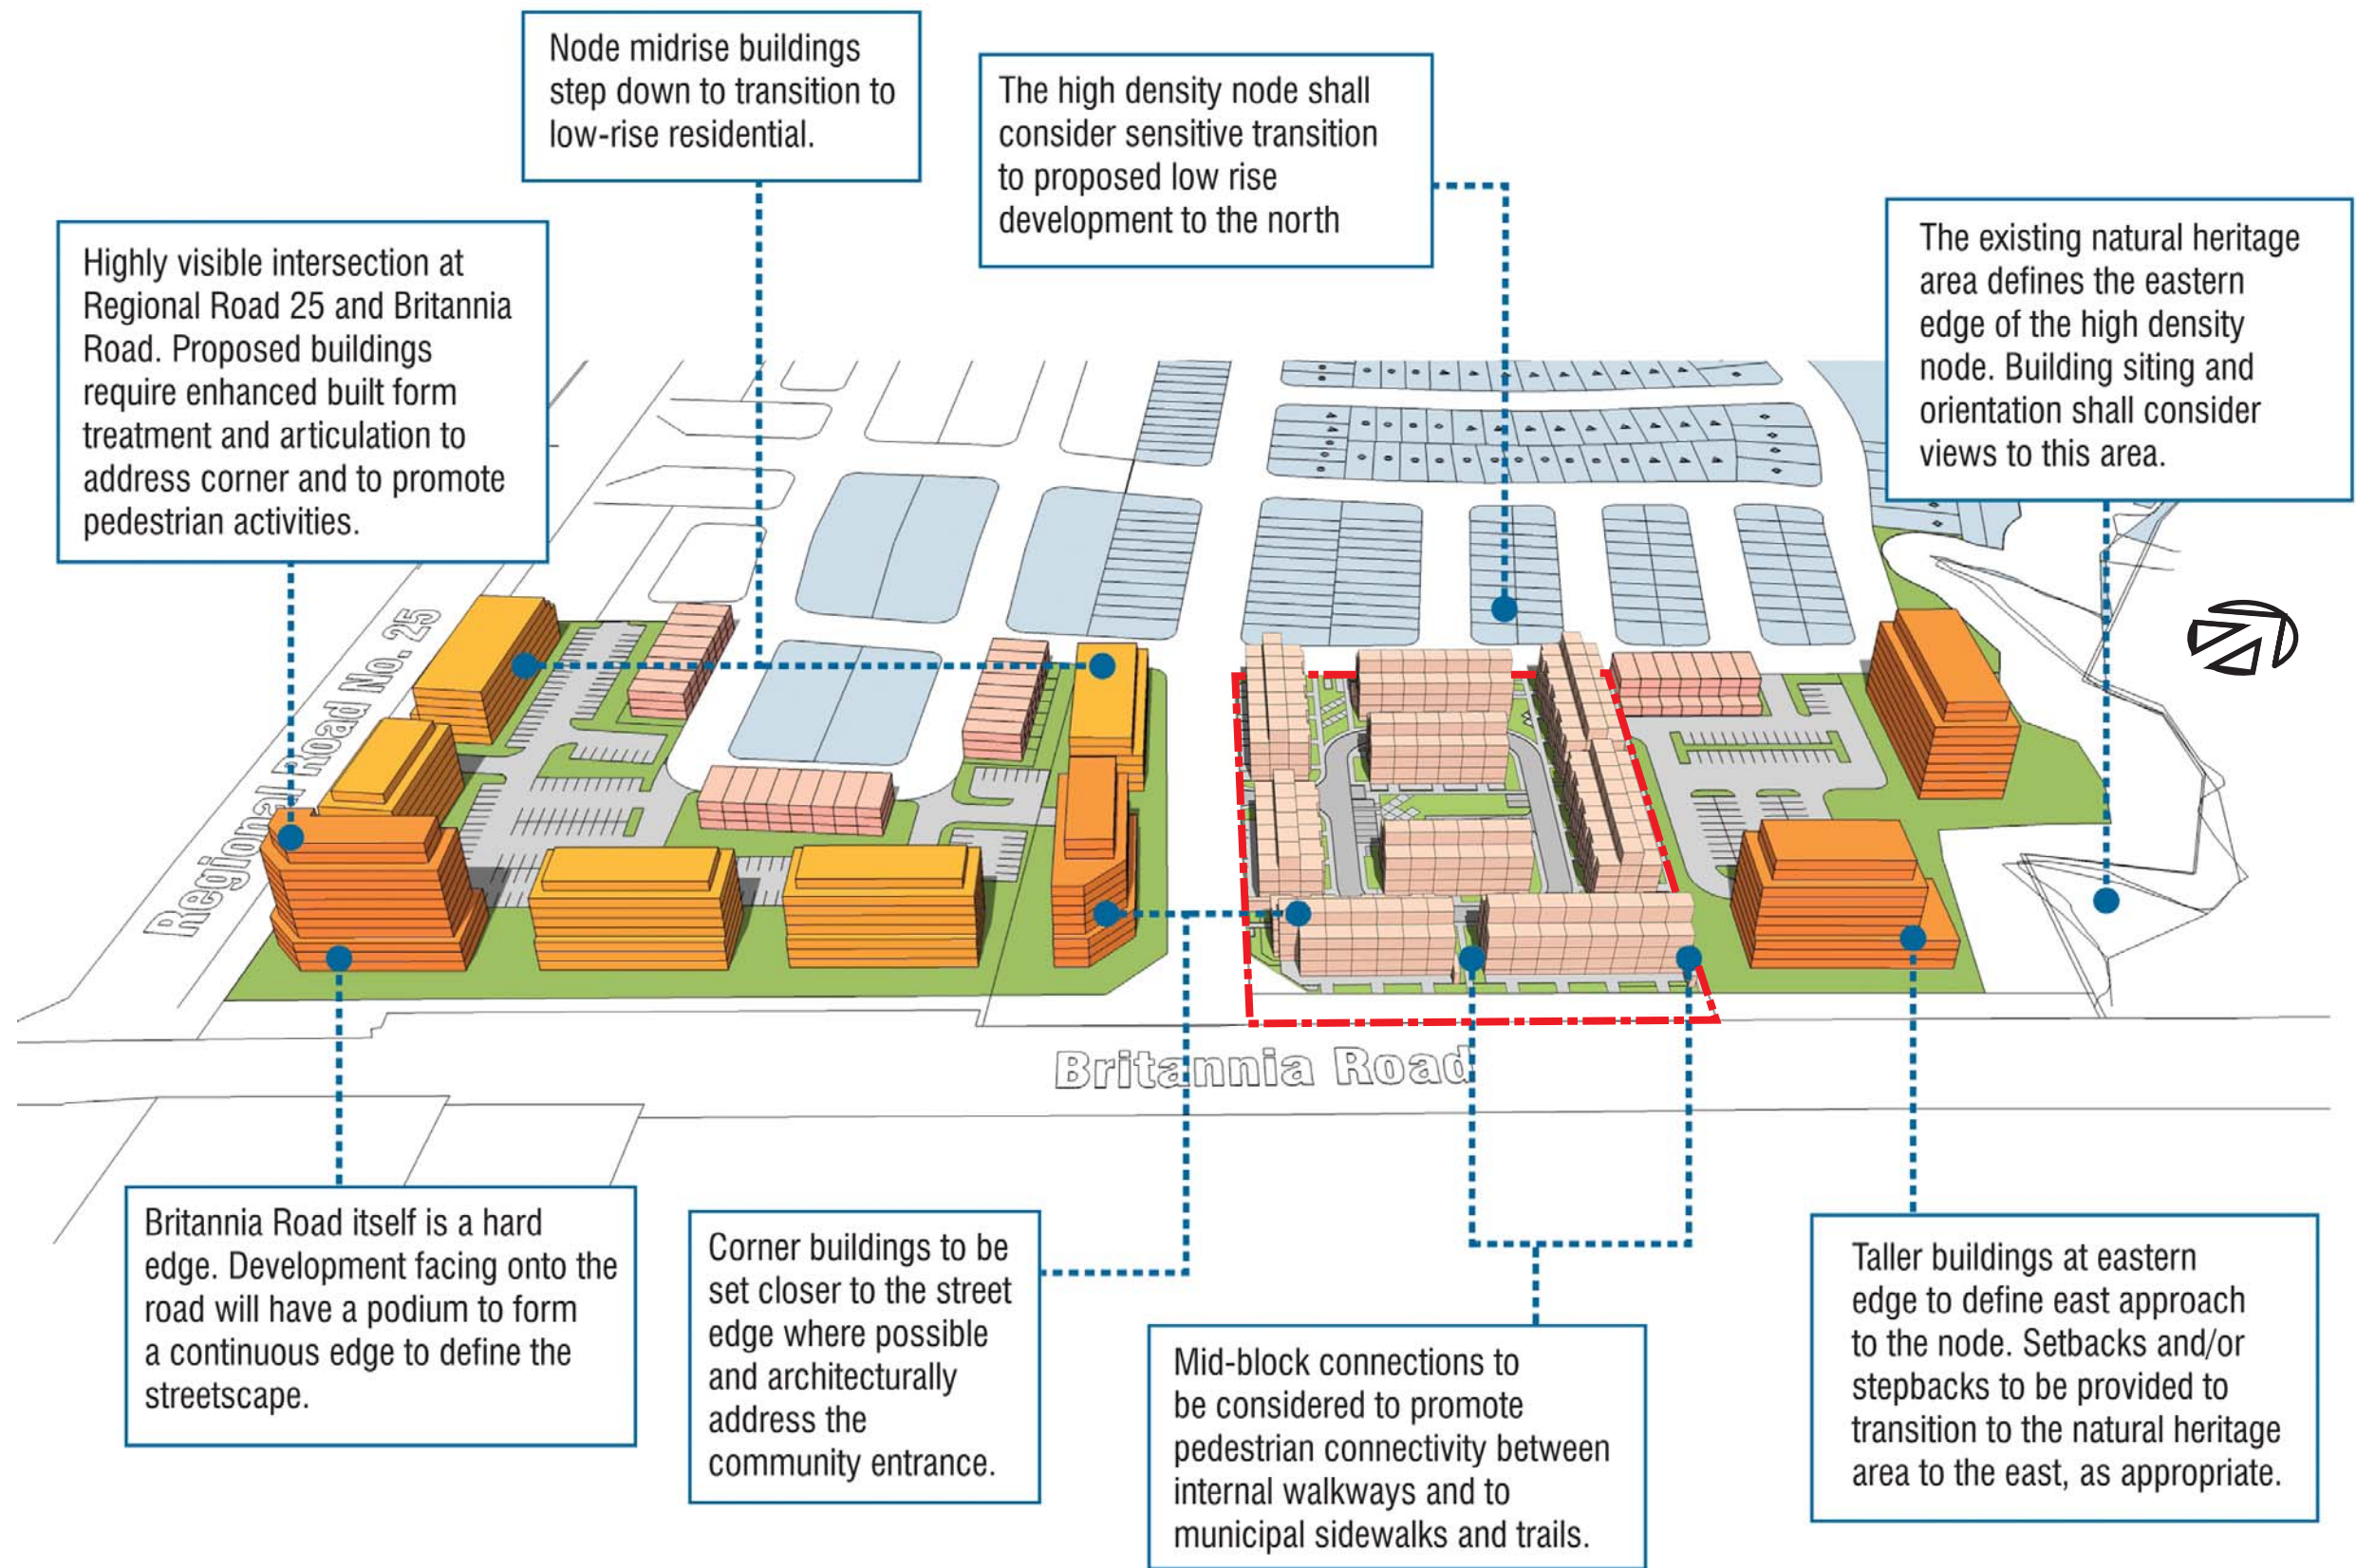 Node midrise buildings
step down to transition to
low-rise residential.
The high density node shall
consider sensitive transition
to proposed low rise
development to the north
The existing natural heritage
area defines the eastern
edge of the high density
node. Building siting and
orientation shall consider
views to this area.
Highly visible intersection at
Regional Road 25 and Britannia
Road. Proposed buildings
require enhanced built form
treatment and articulation to
address corner and to promote
pedestrian activities.
Regional Road No. 25
Britannia Road
Britannia Road itself is a hard
edge. Development facing onto the
road will have a podium to form
a continuous edge to define the
streetscape.
Corner buildings to be
set closer to the street
edge where possible
and architecturally
address the
community entrance.
Mid-block connections to
be considered to promote
pedestrian connectivity between
internal walkways and to
municipal sidewalks and trails.
Taller buildings at eastern
edge to define east approach
to the node. Setbacks and/or
stepbacks to be provided to
transition to the natural heritage
area to the east, as appropriate.